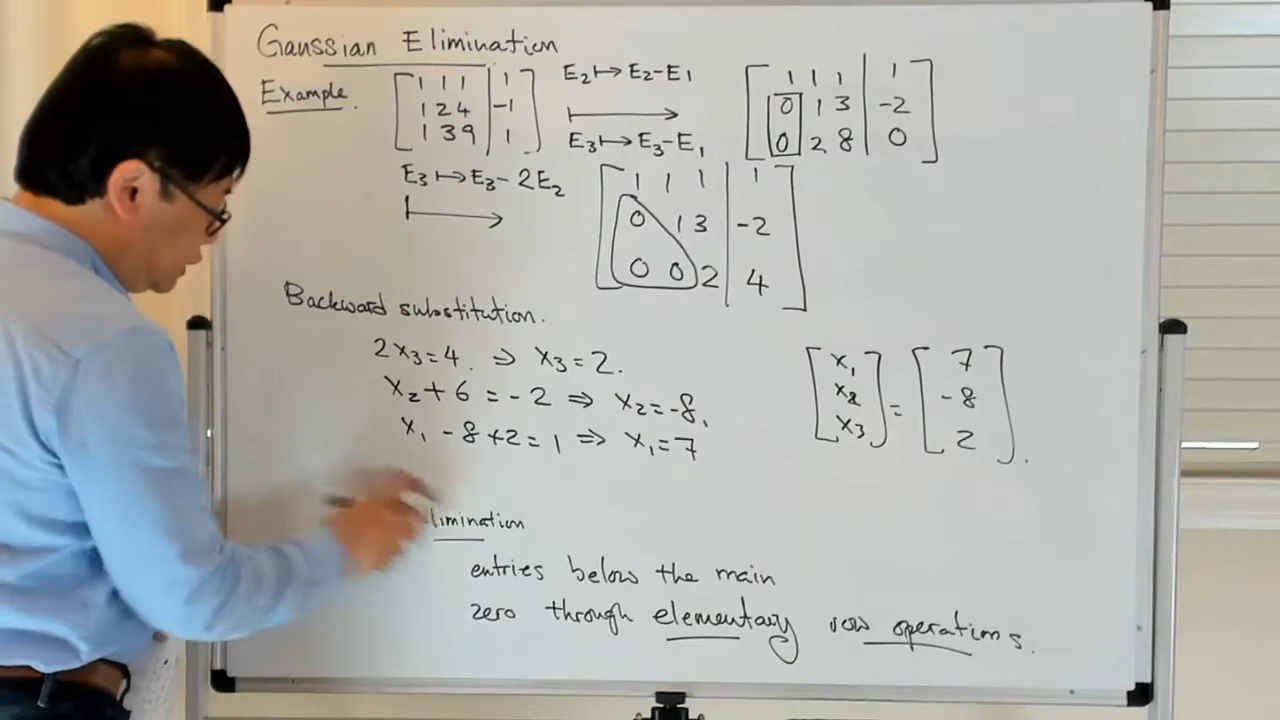 Gaussian Elimination
Example.
[1 1 1 | 1]
[1 2 4 | -1]
[1 3 9 | 1]
E2 ↦ E2-E1
E3 ↦ E3-E1
[1 1 1 | 1]
[0 1 3 | -2]
[0 2 8 | 0]
E3 ↦ E3-2E2
[1 1 1 | 1]
[0 1 3 | -2]
[0 0 2 | 4]
Backward substitution.
2x3=4. ⇒ x3=2.
x2+6=-2 ⇒ x2=-8.
x1-8+2=1 ⇒ x1=7
[x1] = [7]
[x2] = [-8]
[x3] = [2].
limination
entries below the main
zero through elementary row operations.